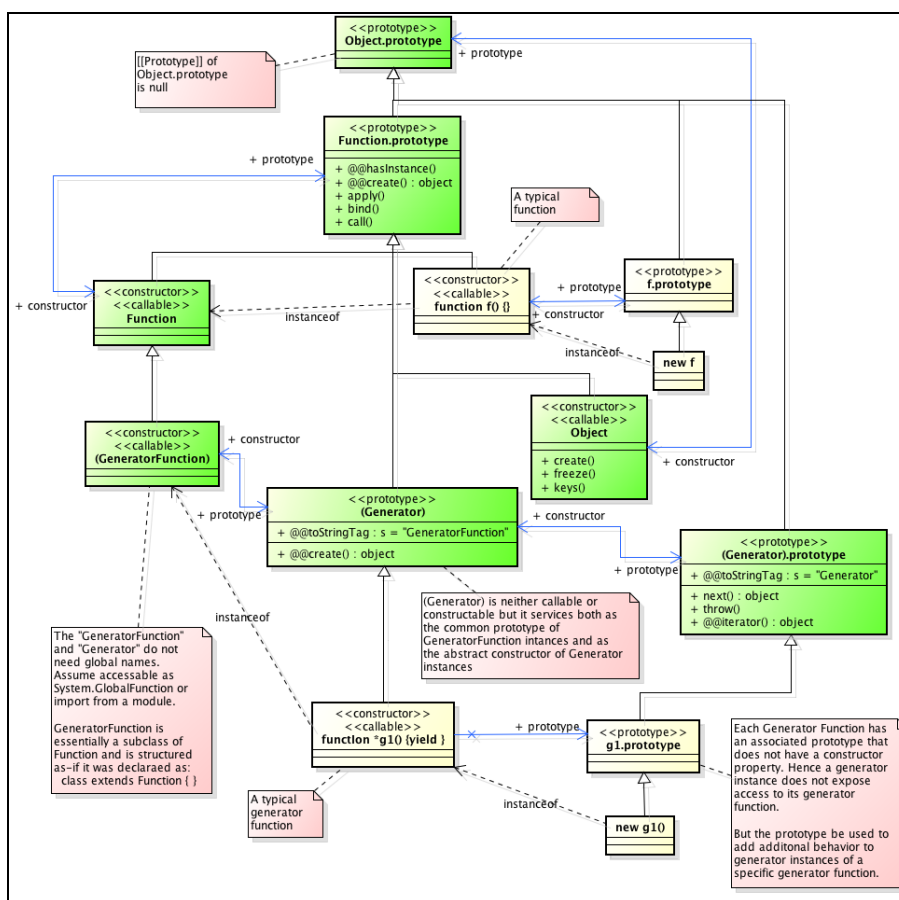 <<prototype>>
Object.prototype
+ prototype
[[Prototype]] of
Object.prototype
is null
<<prototype>>
Function.prototype
+ @@hasInstance()
+ @@create() : object
+ apply()
+ bind()
+ call()
+ prototype
A typical
function
<<constructor>>
<<callable>>
Function
+ constructor
instanceof
<<constructor>>
<<callable>>
function f() {}
+ prototype
+ constructor
<<prototype>>
f.prototype
instanceof
new f
<<constructor>>
<<callable>>
(GeneratorFunction)
+ constructor
+ prototype
<<constructor>>
<<callable>>
Object
+ create()
+ freeze()
+ keys()
+ constructor
<<prototype>>
(Generator)
+ @@toStringTag : s = "GeneratorFunction"
+ @@create() : object
+ constructor
+ prototype
<<prototype>>
(Generator).prototype
+ @@toStringTag : s = "Generator"
+ next() : object
+ throw()
+ @@iterator() : object
instanceof
(Generator) is neither callable or
constructable but it services both as
the common prototype of
GeneratorFunction intances and as
the abstract constructor of Generator
instances
The "GeneratorFunction"
and "Generator" do not
need global names.
Assume accessable as
System.GlobalFunction or
import from a module.
GeneratorFunction is
essentially a subclass of
Function and is structured
as-if it was declaraed as:
class extends Function { }
<<constructor>>
<<callable>>
function *g1() {yield }
+ prototype
<<prototype>>
g1.prototype
A typical
generator
function
instanceof
new g1()
Each Generator Function has
an associated prototype that
does not have a constructor
property. Hence a generator
instance does not expose
access to its generator
function.
But the prototype be used to
add additonal behavior to
generator instances of a
specific generator function.